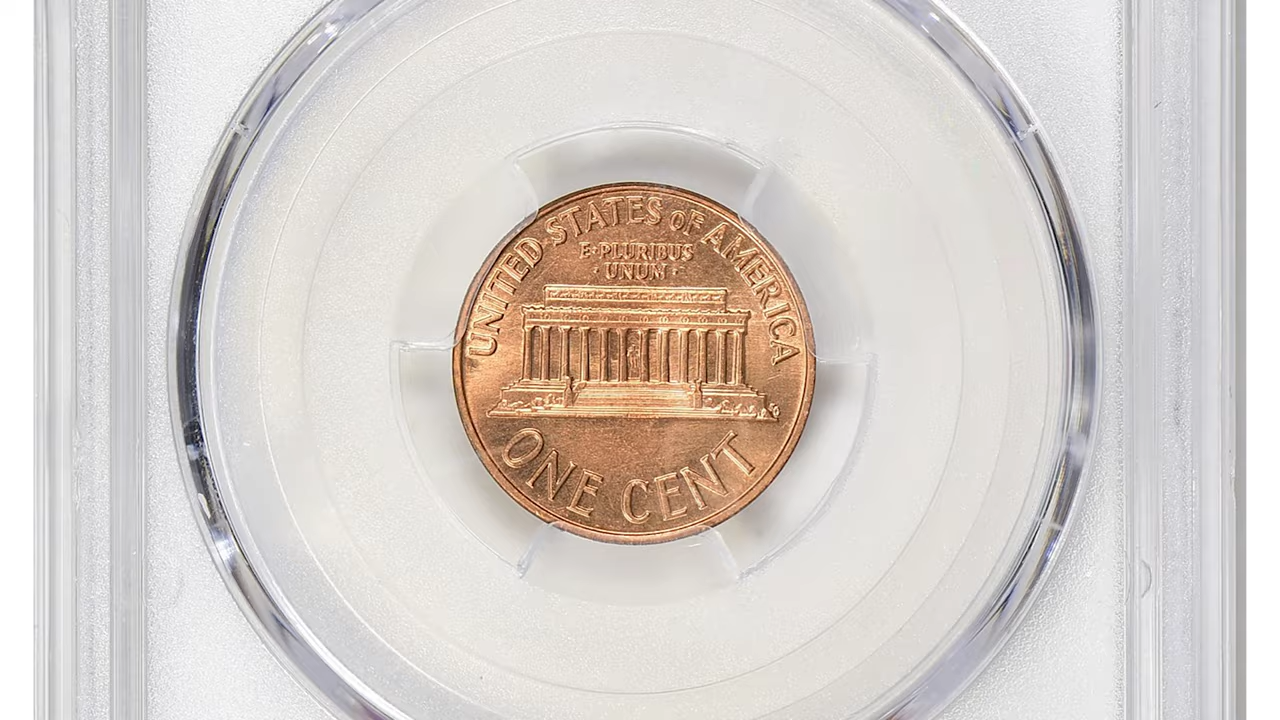 UNITED STATES OF AMERICA
E·PLURIBUS
·UNUM·
ONE CENT